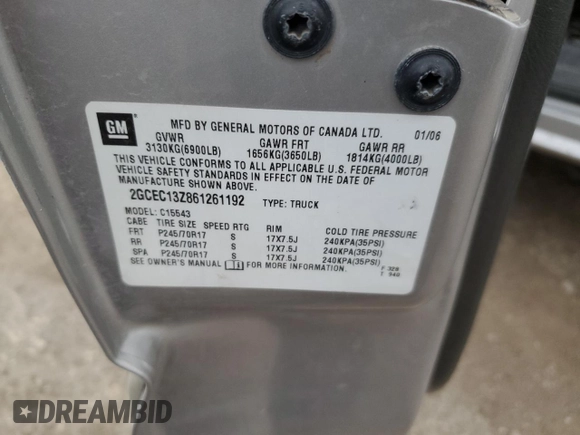 GM
MFD BY GENERAL MOTORS OF CANADA LTD. 01/06
GVWR GAWR FRT GAWR RR
3130KG(6900LB) 1656KG(3650LB) 1814KG(4000LB)
THIS VEHICLE CONFORMS TO ALL APPLICABLE U.S. FEDERAL MOTOR
VEHICLE SAFETY STANDARDS IN EFFECT ON THE DATE OF
MANUFACTURE SHOWN ABOVE.
2GCEC13Z861261192 TYPE: TRUCK
MODEL: C15543
CABE TIRE SIZE SPEED RTG RIM COLD TIRE PRESSURE
FRT P245/70R17 S 17X7.5J 240KPA(35PSI)
RR P245/70R17 S 17X7.5J 240KPA(35PSI)
SPA P245/70R17 S 17X7.5J 240KPA(35PSI)
SEE OWNER'S MANUAL FOR MORE INFORMATION.
F 328
T 040
DREAMBID